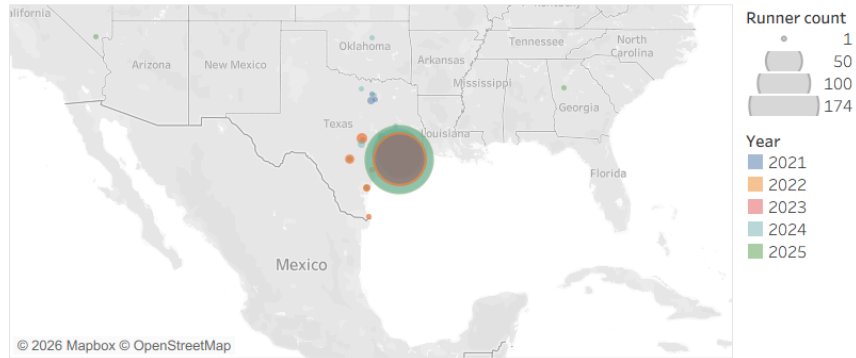 alifornia
Arizona
New Mexico
Oklahoma
Arkansas
Tennessee
North
Carolina
Mississippi
Georgia
Texas
Louisiana
Florida
Mexico
© 2026 Mapbox © OpenStreetMap
Runner count
1
50
100
174
Year
2021
2022
2023
2024
2025